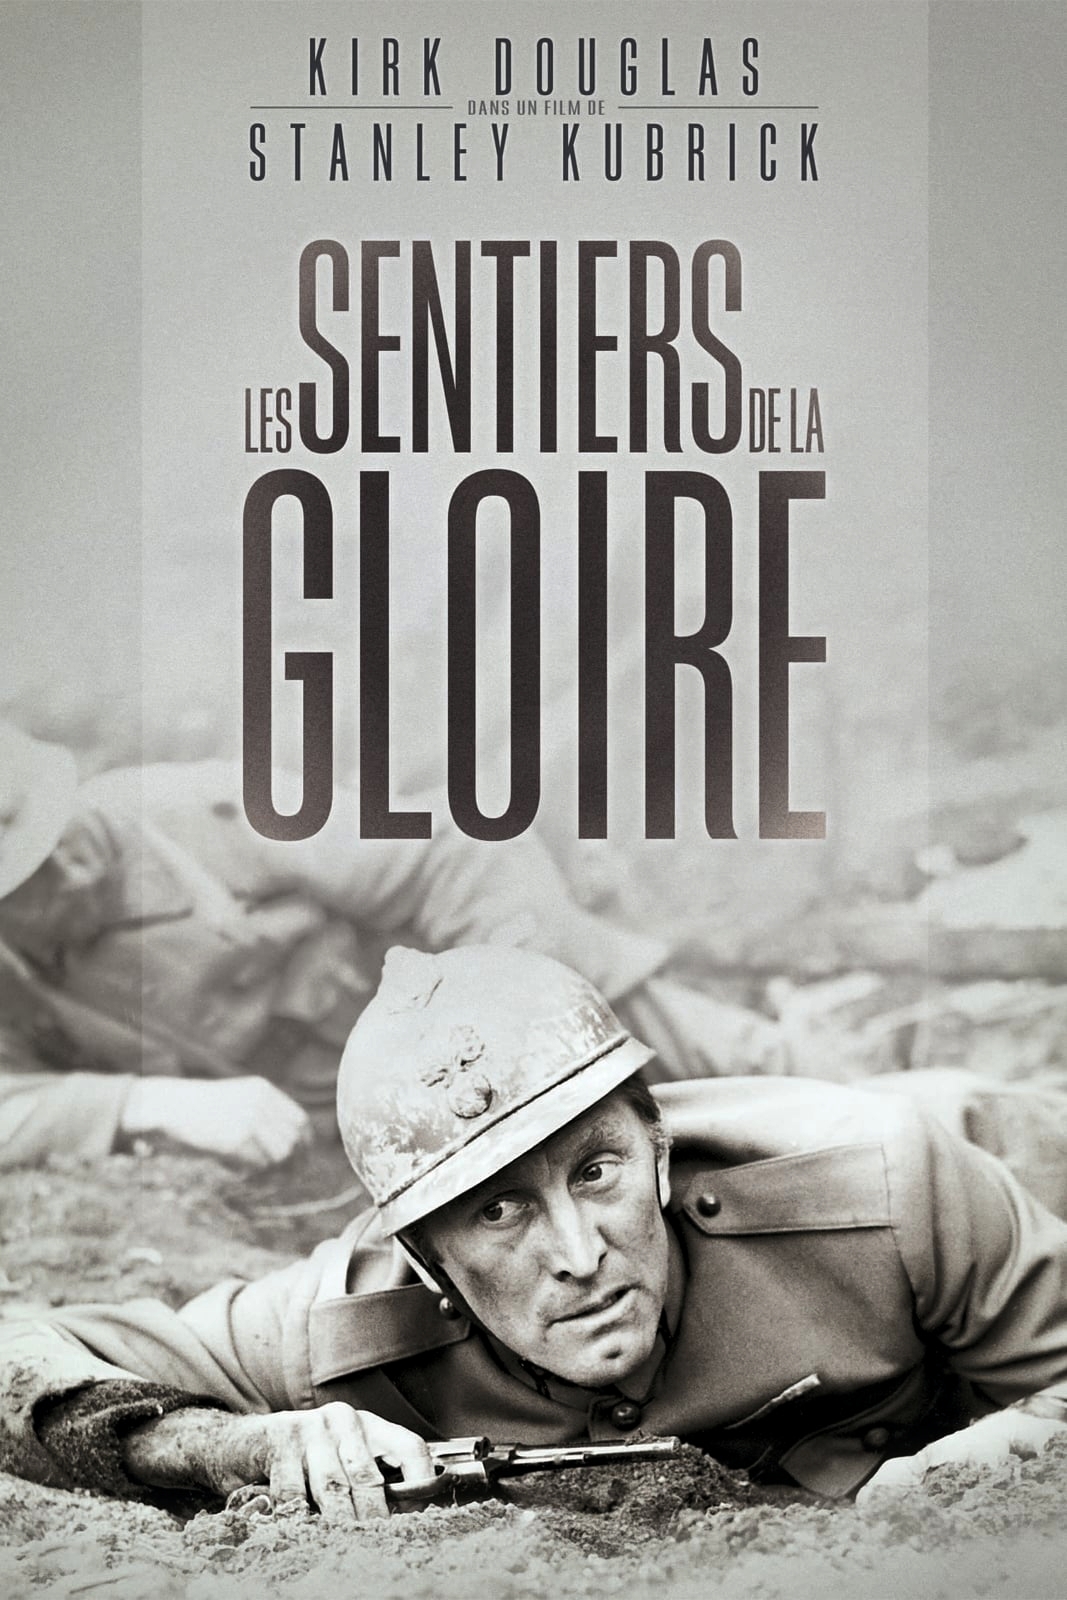 KIRK DOUGLAS
DANS UN FILM DE
STANLEY KUBRICK
LES SENTIERS DE LA
GLOIRE